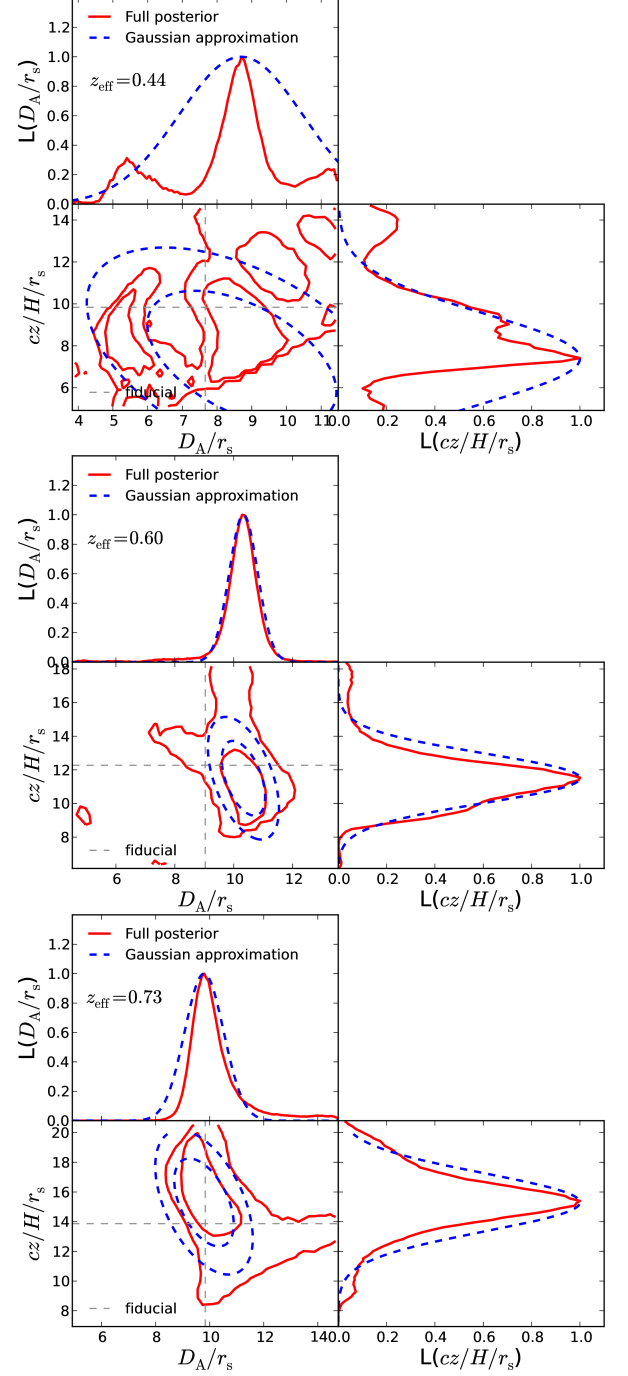 Full posterior
Gaussian approximation
z_eff=0.44
L(D_A/r_s)
1.2
1.0
0.8
0.6
0.4
0.2
0.0
cz/H/r_s
14
12
10
8
6
fiducial
4 5 6 7 8 9 10 11 0.0 0.2 0.4 0.6 0.8 1.0
D_A/r_s
L(cz/H/r_s)
Full posterior
Gaussian approximation
z_eff=0.60
L(D_A/r_s)
1.2
1.0
0.8
0.6
0.4
0.2
0.0
cz/H/r_s
18
16
14
12
10
8
fiducial
6 8 10 12 0.0 0.2 0.4 0.6 0.8 1.0
D_A/r_s
L(cz/H/r_s)
Full posterior
Gaussian approximation
z_eff=0.73
L(D_A/r_s)
1.2
1.0
0.8
0.6
0.4
0.2
0.0
cz/H/r_s
20
18
16
14
12
10
8
fiducial
6 8 10 12 14 0.0 0.2 0.4 0.6 0.8 1.0
D_A/r_s
L(cz/H/r_s)